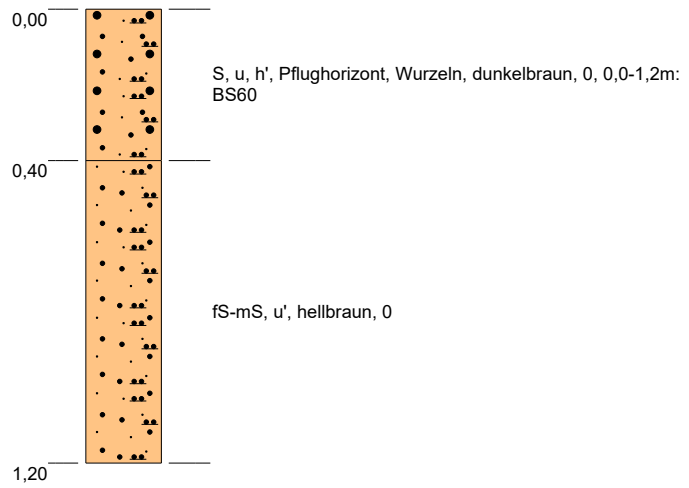 0,00
S, u, h', Pflughorizont, Wurzeln, dunkelbraun, 0, 0,0-1,2m:
BS60
0,40
fS-mS, u', hellbraun, 0
1,20